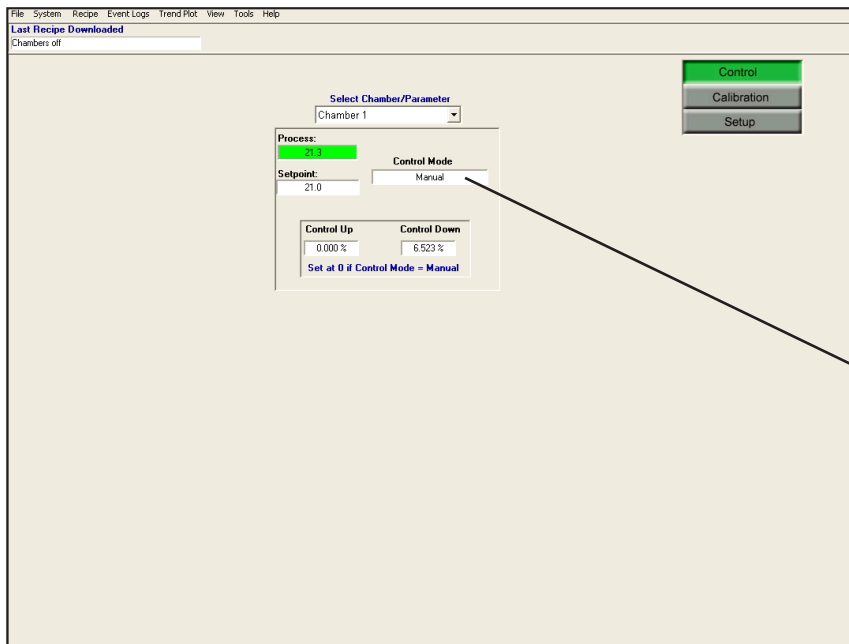 File System Recipe Event Logs Trend Plot View Tools Help
Last Recipe Downloaded
Chambers off
Control
Calibration
Setup
Select Chamber/Parameter
Chamber 1
Process:
21.3
Control Mode
Manual
Setpoint:
21.0
Control Up Control Down
0.000 % 6.523 %
Set at 0 if Control Mode = Manual